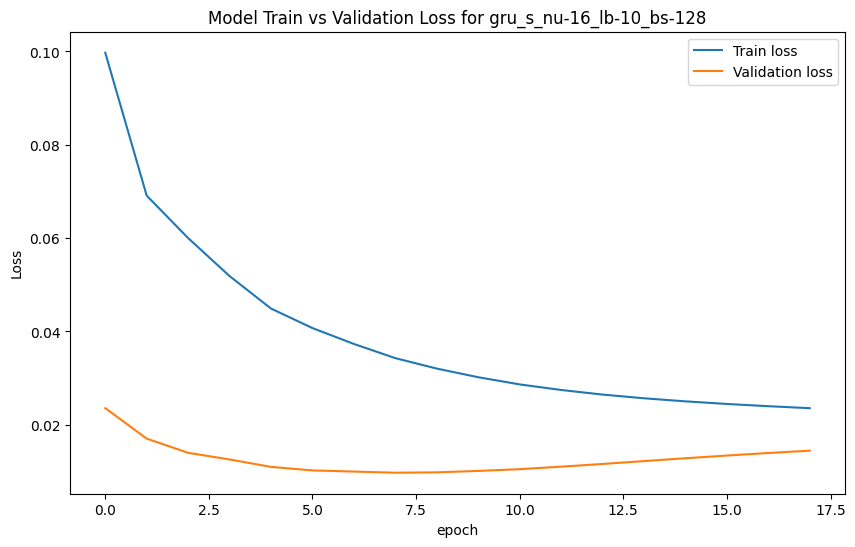 Model Train vs Validation Loss for gru_s_nu-16_lb-10_bs-128
Train loss
Validation loss
0.10
0.08
0.06
0.04
0.02
Loss
0.0 2.5 5.0 7.5 10.0 12.5 15.0 17.5
epoch